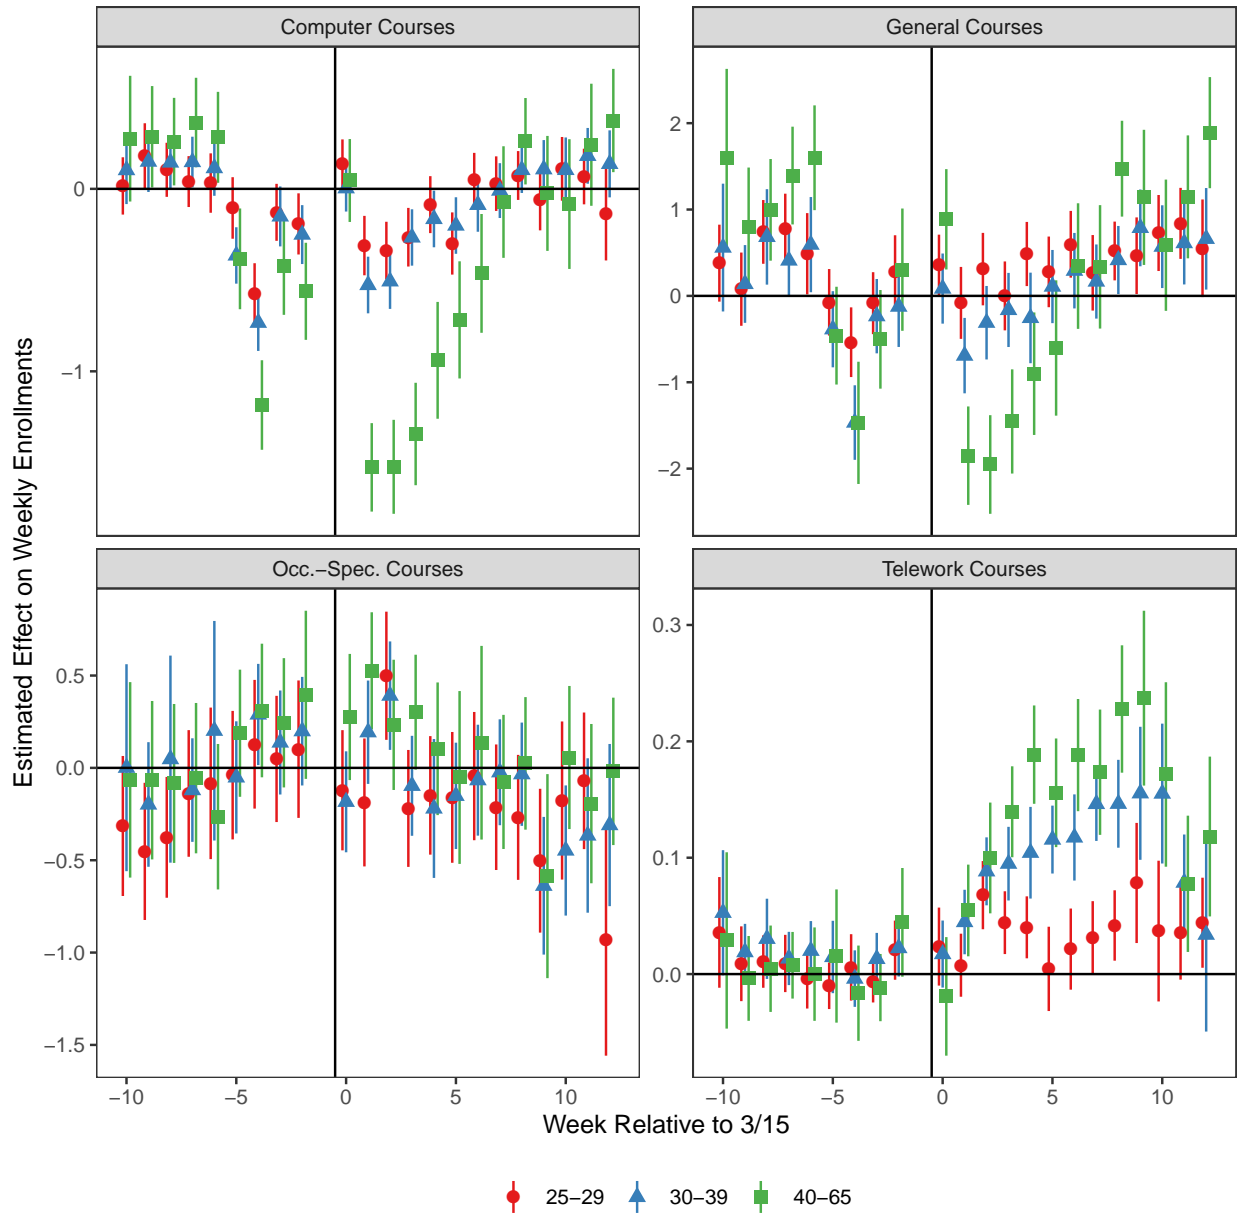 Computer Courses
General Courses
0
−1
2
1
0
−1
−2
Estimated Effect on Weekly Enrollments
Occ.−Spec. Courses
Telework Courses
0.5
0.0
−0.5
−1.0
−1.5
0.3
0.2
0.1
0.0
−10 −5 0 5 10
−10 −5 0 5 10
Week Relative to 3/15
25−29 30−39 40−65